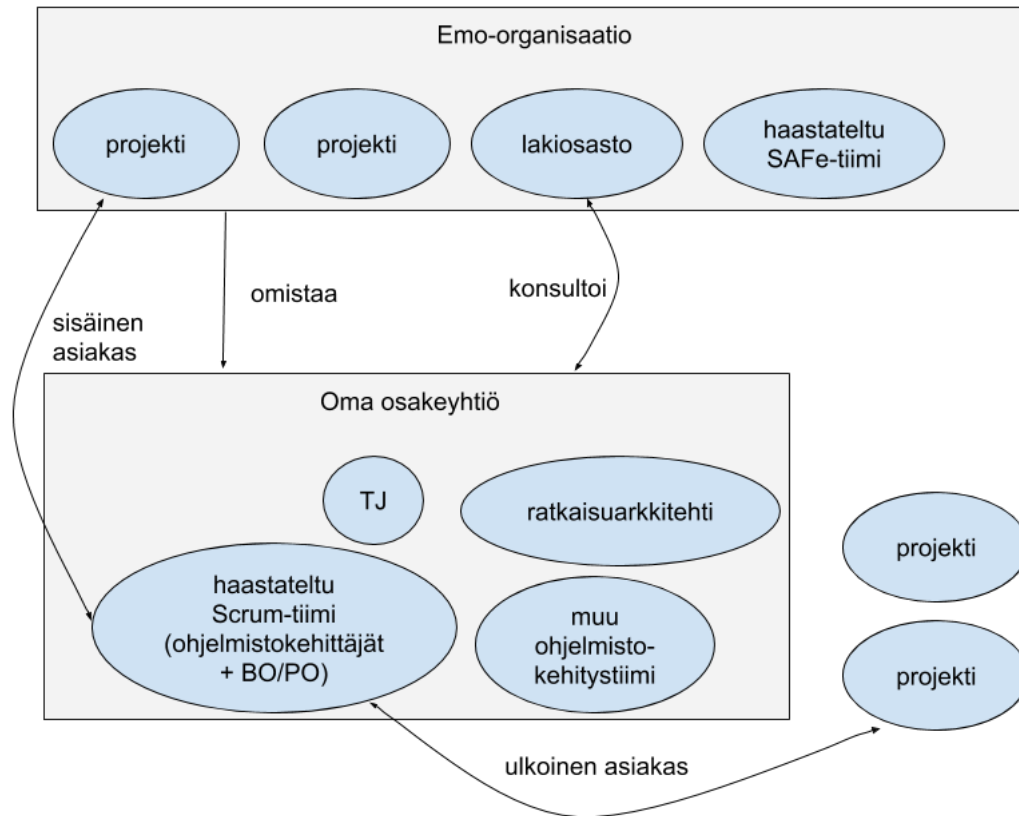 Emo-organisaatio
projekti
projekti
lakiosasto
haastateltu
SAFe-tiimi
omistaa
konsultoi
sisäinen
asiakas
Oma osakeyhtiö
TJ
ratkaisuarkkitehti
haastateltu
Scrum-tiimi
(ohjelmistokehittäjät
+ BO/PO)
muu
ohjelmisto-
kehitystiimi
projekti
projekti
ulkoinen asiakas